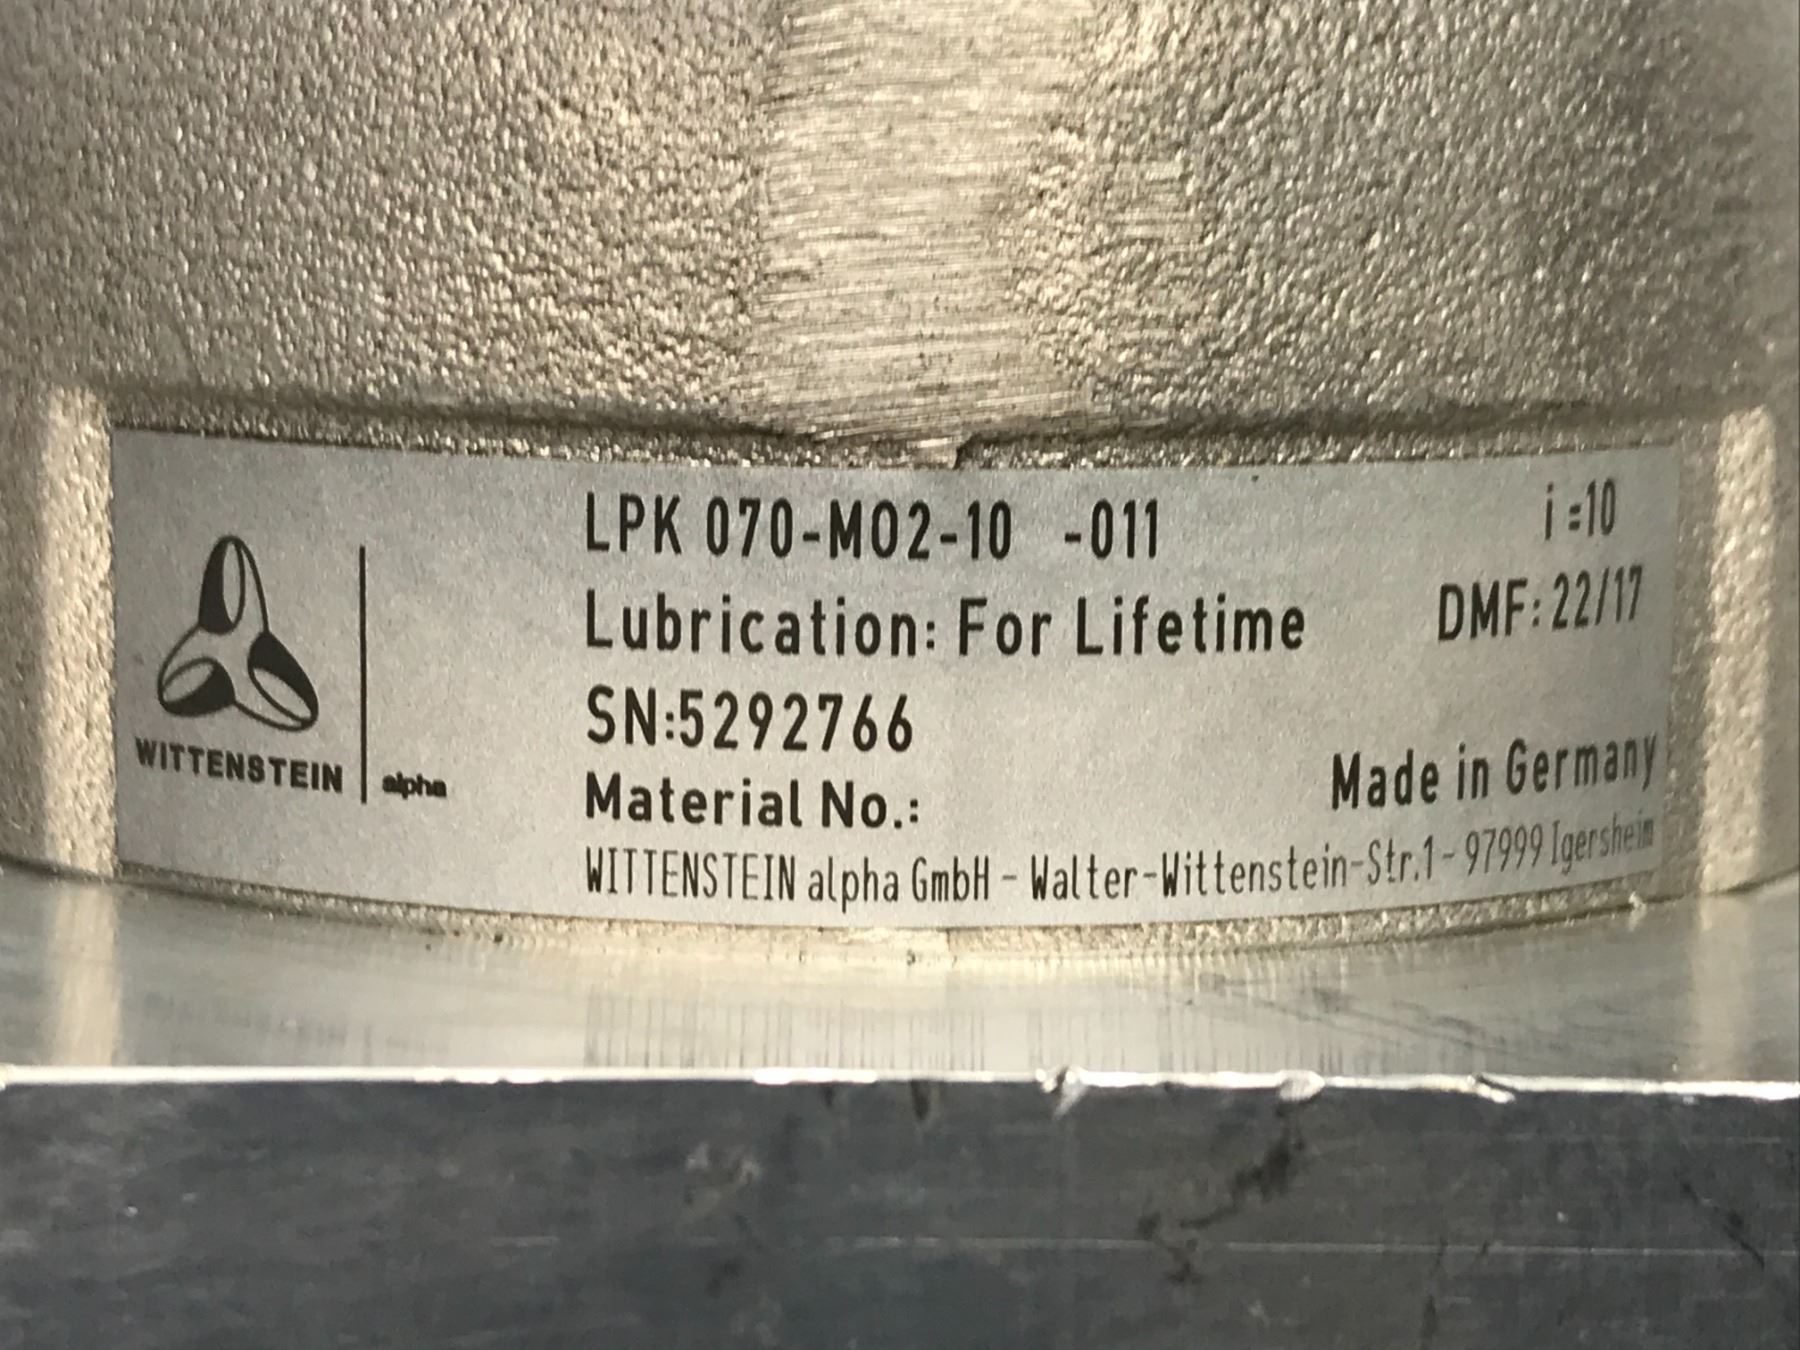 LPK 070-MO2-10 -011 i=10
Lubrication: For Lifetime DMF: 22/17
SN:5292766
Material No.: Made in Germany
WITTENSTEIN alpha GmbH - Walter-Wittenstein-Str.1 - 97999 Igersheim
WITTENSTEIN alpha